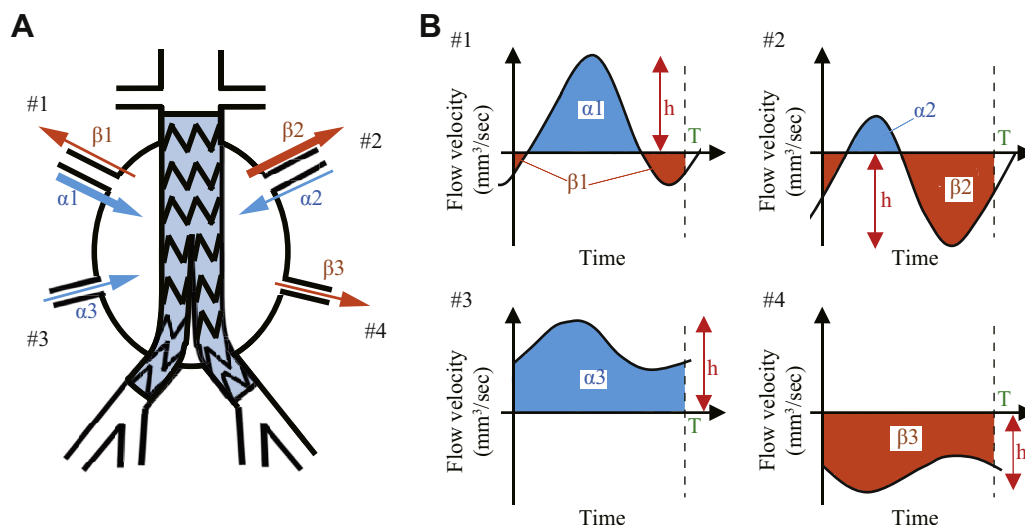 A
#1
β1
α1
β2
#2
α2
α3
#3
β3
#4
B
#1
Flow velocity
(mm³/sec)
α1
β1
h
T
Time
#2
Flow velocity
(mm³/sec)
α2
β2
h
T
Time
#3
Flow velocity
(mm³/sec)
α3
h
T
Time
#4
Flow velocity
(mm³/sec)
β3
h
T
Time